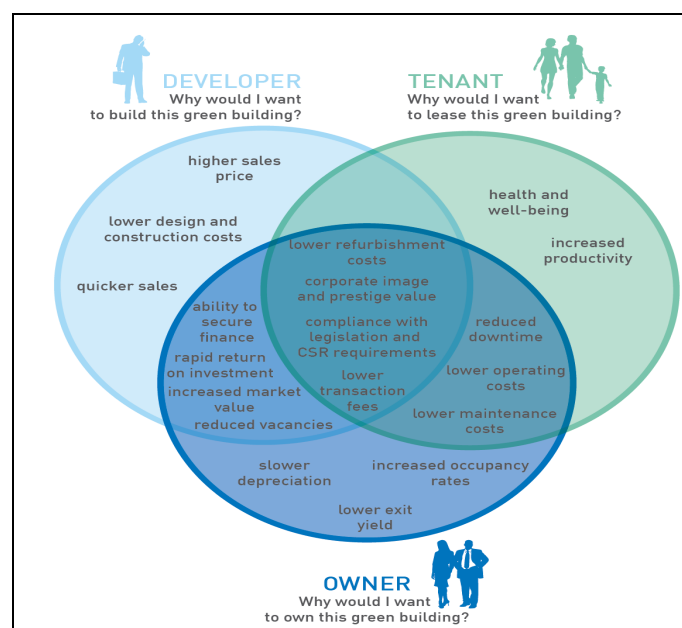 DEVELOPER
Why would I want
to build this green building?
TENANT
Why would I want
to lease this green building?
higher sales
price
health and
well-being
lower design and
construction costs
increased
productivity
lower refurbishment
costs
quicker sales
corporate image
and prestige value
ability to
secure
finance
compliance with
legislation and
CSR requirements
reduced
downtime
rapid return
on investment
lower
transaction
fees
lower operating
costs
increased market
value
reduced vacancies
lower maintenance
costs
slower
depreciation
increased occupancy
rates
lower exit
yield
OWNER
Why would I want
to own this green building?